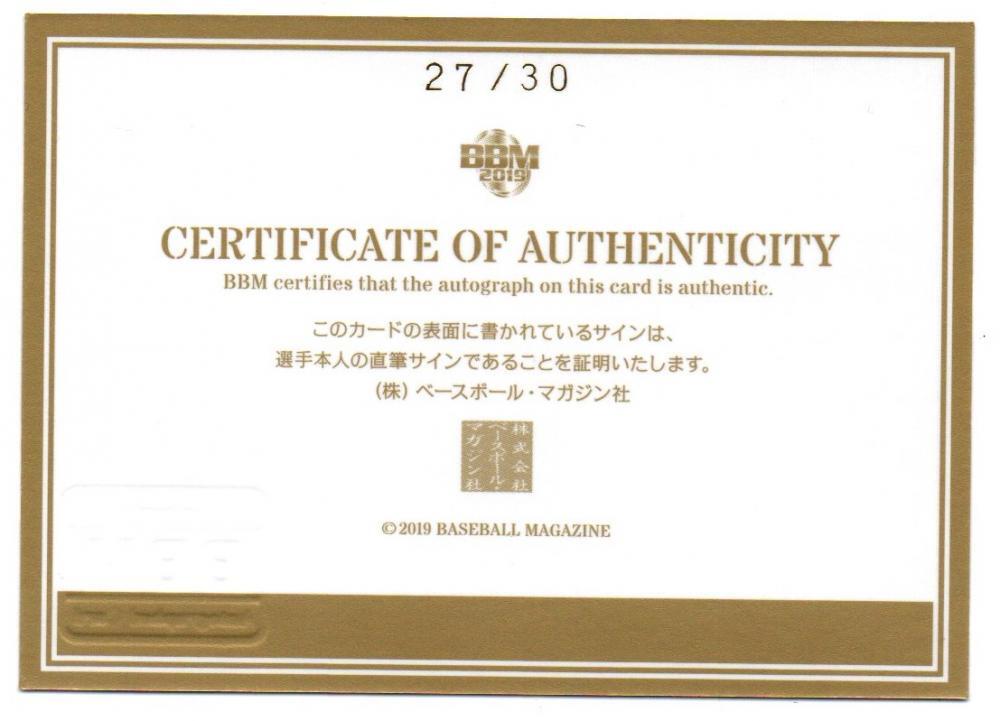 27/30
BBM
2019
CERTIFICATE OF AUTHENTICITY
BBM certifies that the autograph on this card is authentic.
このカードの表面に書かれているサインは、
選手本人の直筆サインであることを証明いたします。
(株)ベースボール・マガジン社
株式会社
ベースボール・
マガジン社
©2019 BASEBALL MAGAZINE